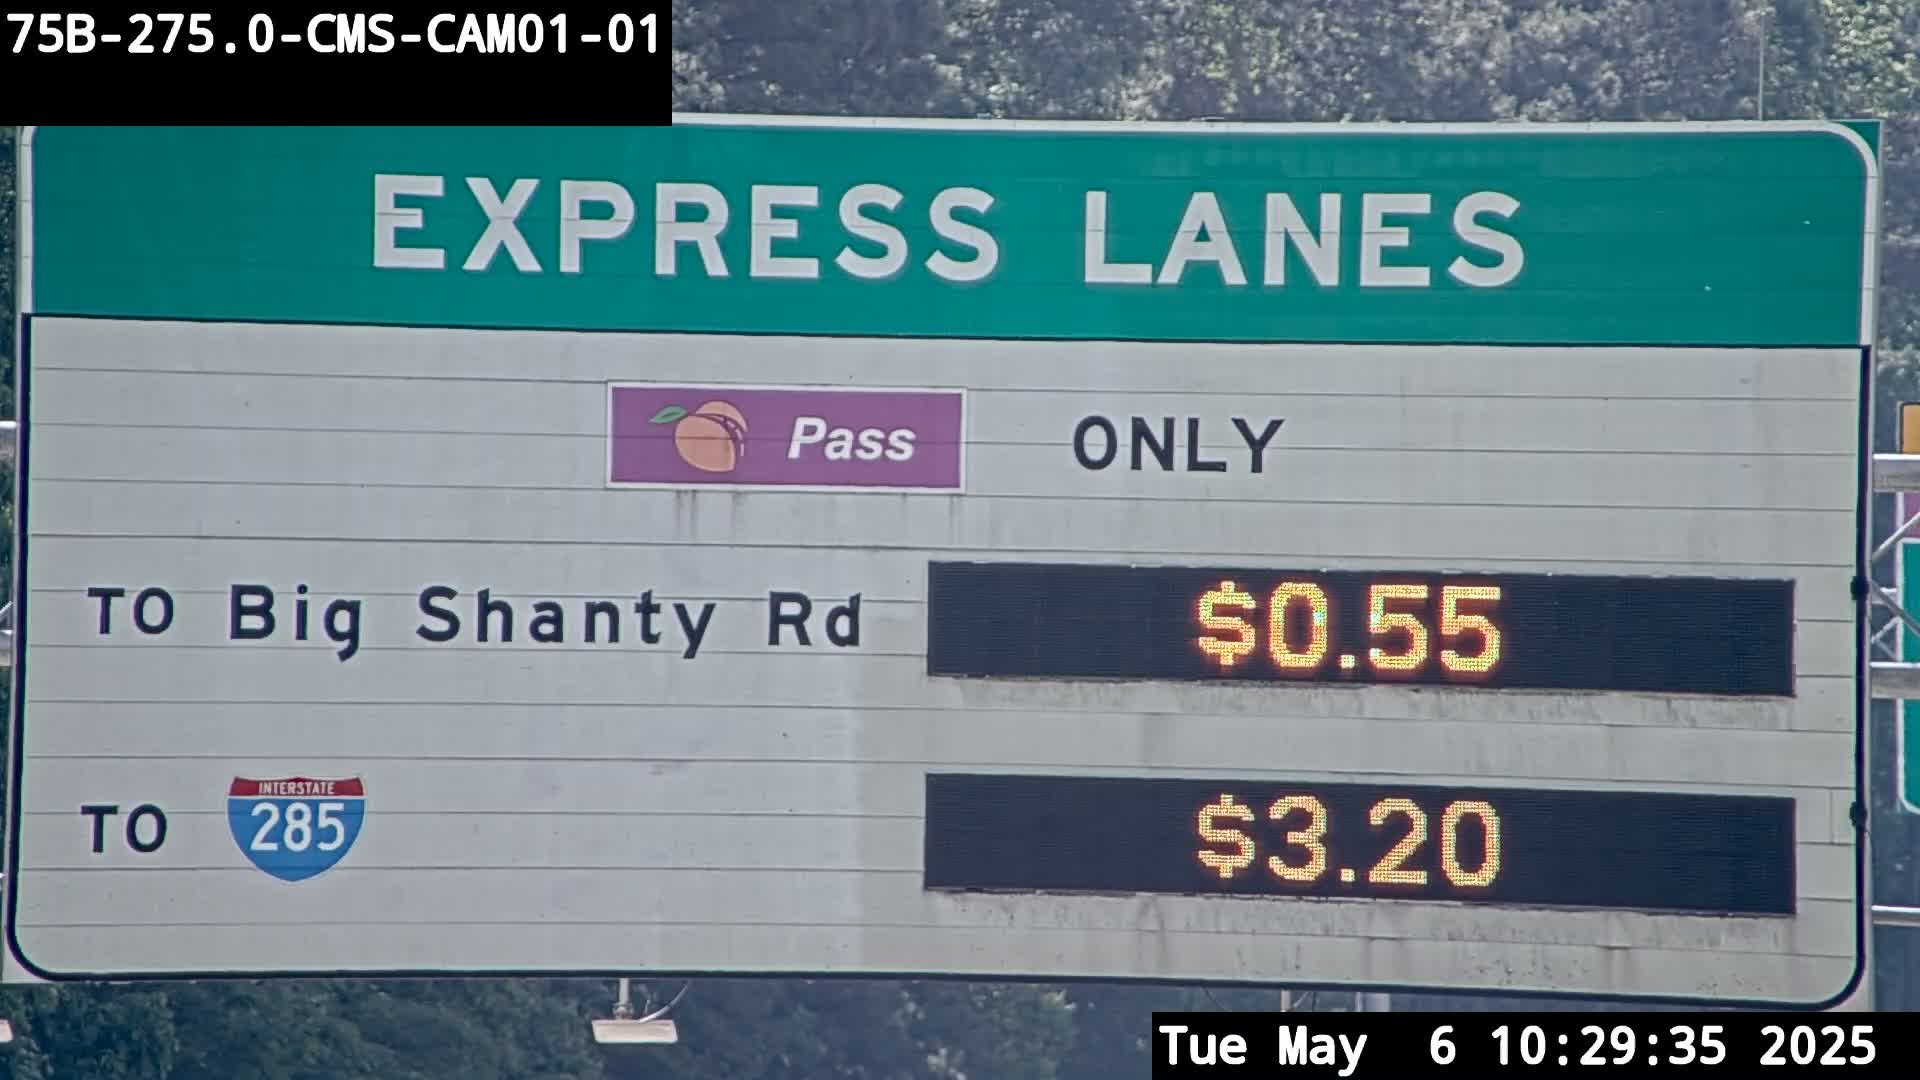 75B-275.0-CMS-CAM01-01
EXPRESS LANES
Pass ONLY
TO Big Shanty Rd $0.55
INTERSTATE
TO 285 $3.20
Tue May 6 10:29:35 2025